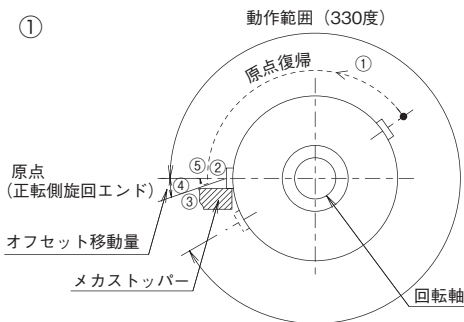 ①
動作範囲（330度）
原点復帰
①
⑤ ②
④
③
原点
(正転側旋回エンド)
オフセット移動量
メカストッパー
回転軸